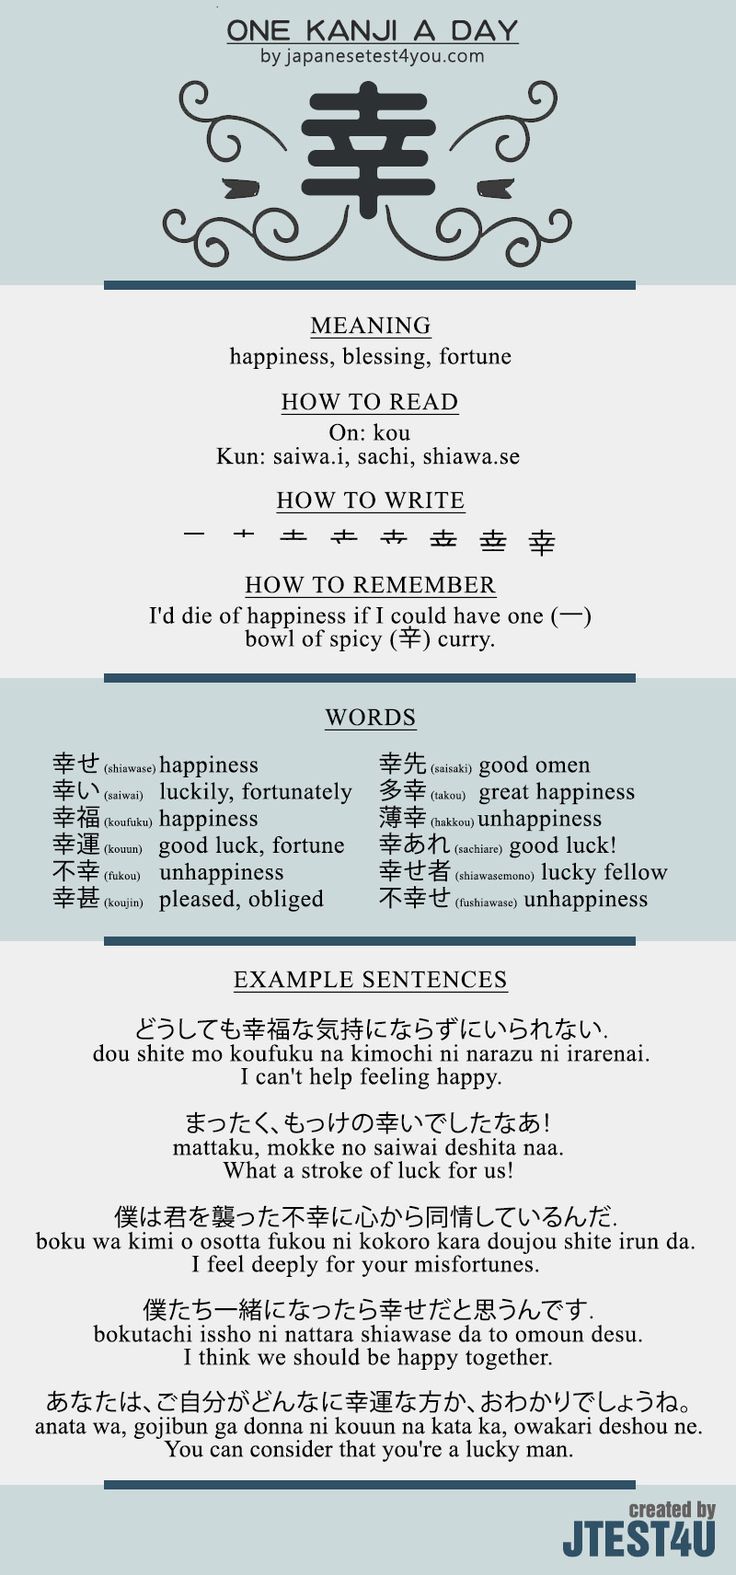 ONE KANJI A DAY
by japanesetest4you.com
幸
MEANING
happiness, blessing, fortune
HOW TO READ
On: kou
Kun: saiwa.i, sachi, shiawa.se
HOW TO WRITE
幸
HOW TO REMEMBER
I'd die of happiness if I could have one (一)
bowl of spicy (辛) curry.
WORDS
幸せ (shiawase) happiness
幸い (saiwai) luckily, fortunately
幸福 (koufuku) happiness
幸運 (kouun) good luck, fortune
不幸 (fukou) unhappiness
幸甚 (koujin) pleased, obliged
幸先 (saisaki) good omen
多幸 (takou) great happiness
薄幸 (hakkou) unhappiness
幸あれ (sachiare) good luck!
幸せ者 (shiawasemono) lucky fellow
不幸せ (fushiawase) unhappiness
EXAMPLE SENTENCES
どうしても幸福な気持にならずにいられない.
dou shite mo koufuku na kimochi ni narazu ni irarenai.
I can't help feeling happy.
まったく、もっけの幸いでしたなあ!
mattaku, mokke no saiwai deshita naa.
What a stroke of luck for us!
僕は君を襲った不幸に心から同情しているんだ.
boku wa kimi o osotta fukou ni kokoro kara doujou shite irun da.
I feel deeply for your misfortunes.
僕たち一緒になったら幸せだと思うんです.
bokutachi issho ni nattara shiawase da to omoun desu.
I think we should be happy together.
あなたは、ご自分がどんなに幸運な方か、おわかりでしょうね。
anata wa, gojibun ga donna ni kouun na kata ka, owakari deshou ne.
You can consider that you're a lucky man.
created by
JTEST4U